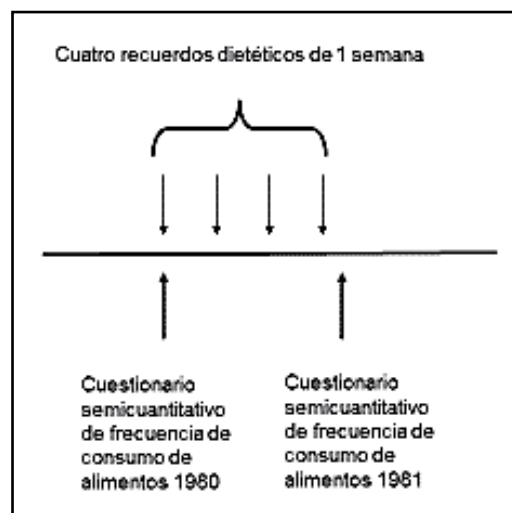 Cuatro recuerdos dietéticos de 1 semana
Cuestionario
semicuantitativo
de frecuencia de
consumo de
alimentos 1980
Cuestionario
semicuantitativo
de frecuencia de
consumo de
alimentos 1981